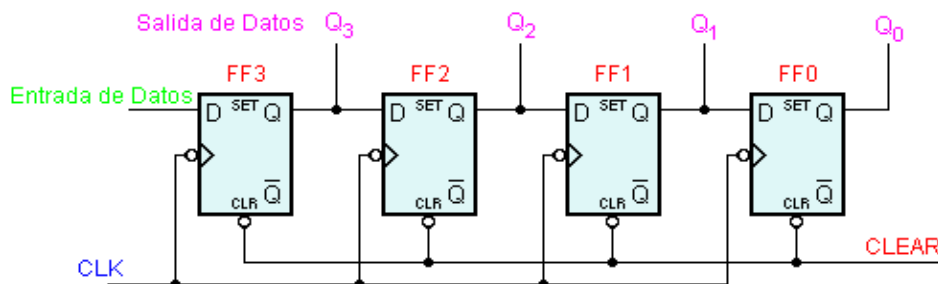 Salida de Datos Q3 Q2 Q1 Q0
FF3 FF2 FF1 FF0
Entrada de Datos
D SET Q D SET Q D SET Q D SET Q
Q̅ Q̅ Q̅ Q̅
CLR CLR CLR CLR
CLEAR
CLK